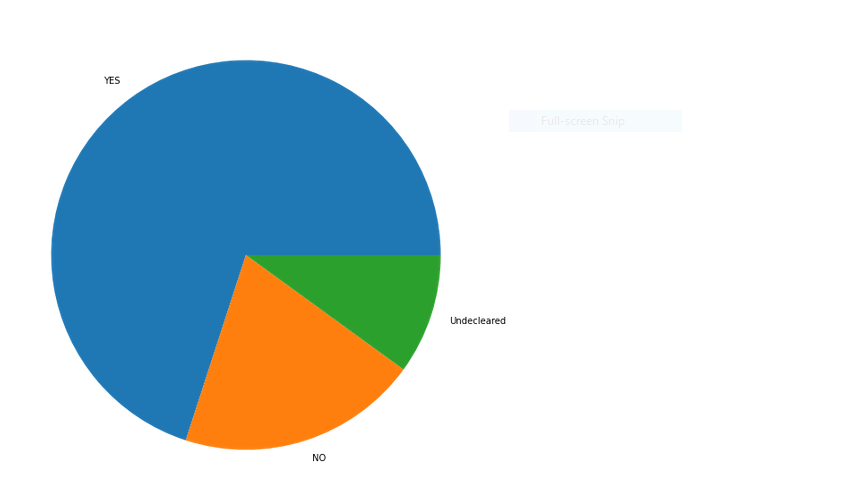 YES
Full-screen Snip
Undecleared
NO